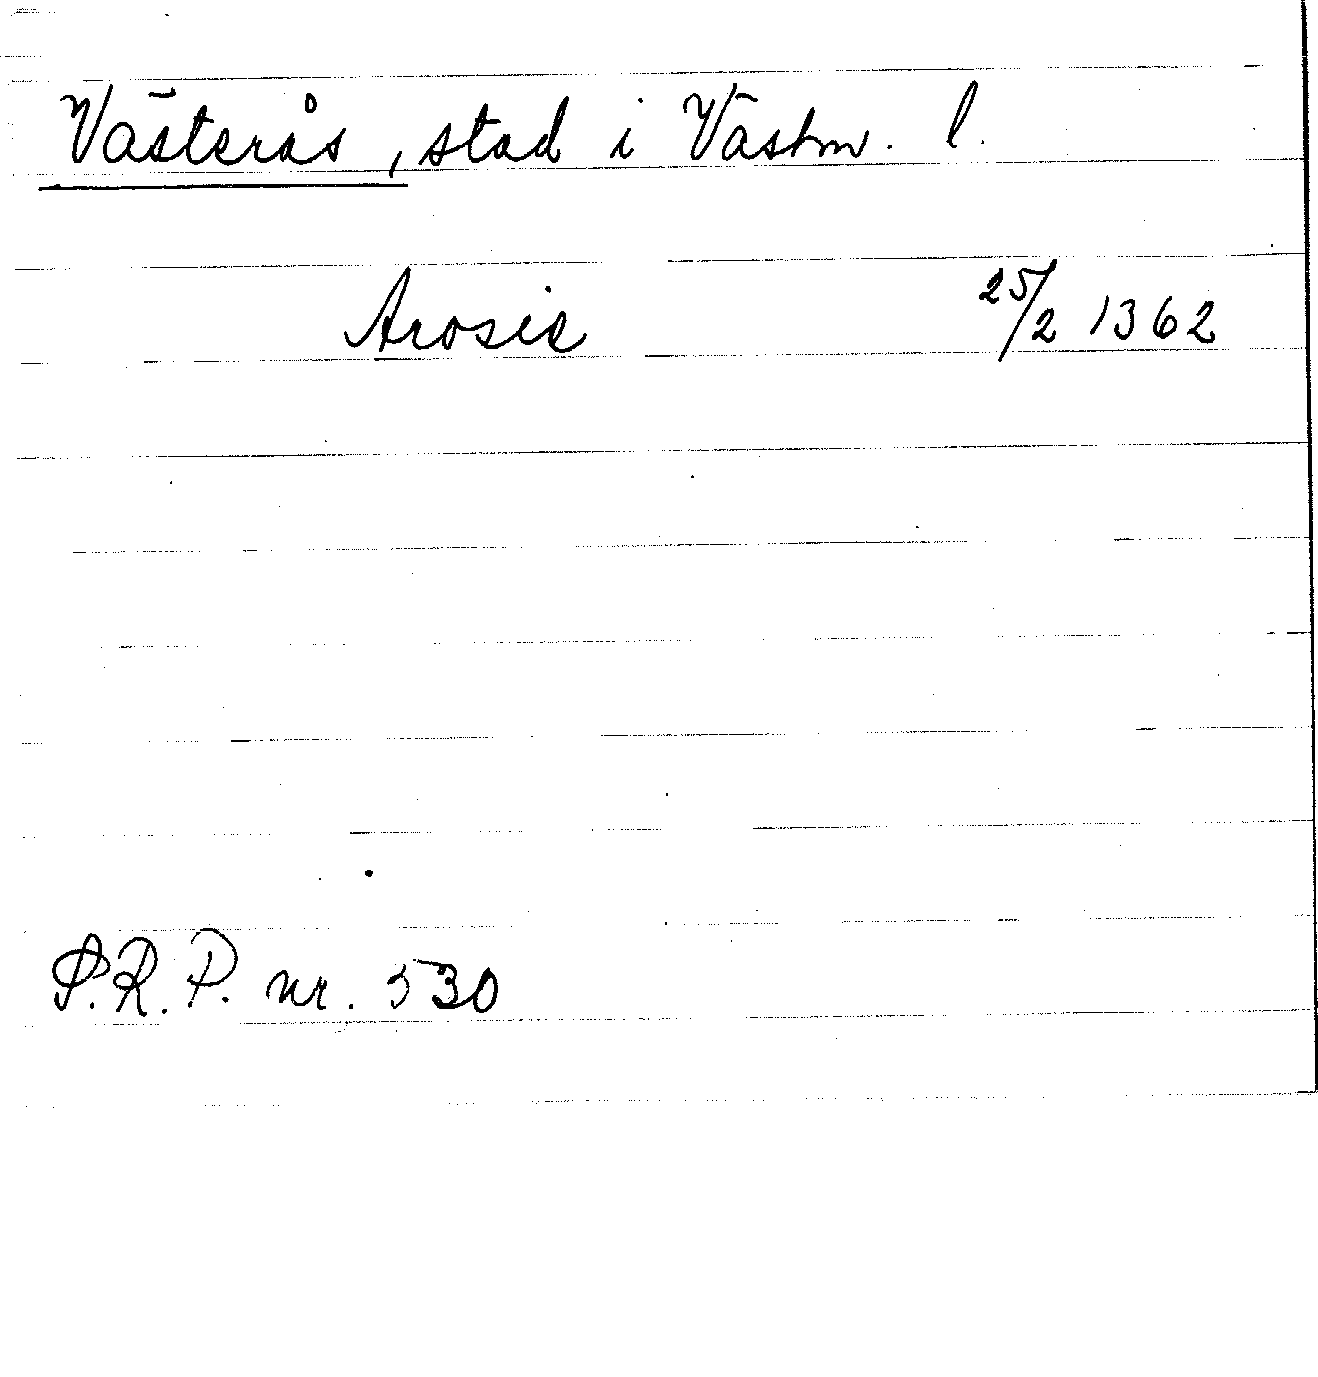 Västerås, stad i Västm. l.
Arosie 25/2 1362
S.R.P. nr. 530